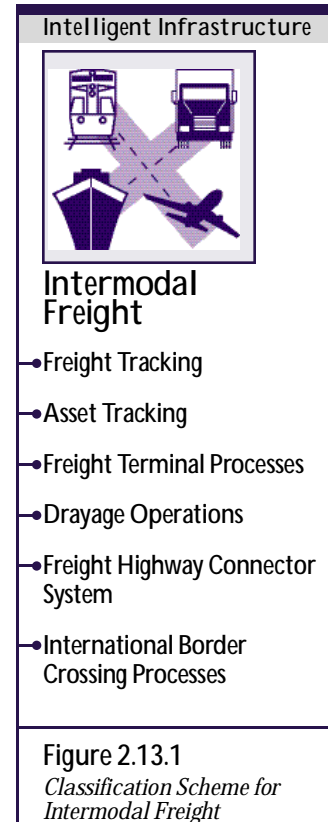 Intelligent Infrastructure
Intermodal
Freight
Freight Tracking
Asset Tracking
Freight Terminal Processes
Drayage Operations
Freight Highway Connector
System
International Border
Crossing Processes
Figure 2.13.1
Classification Scheme for
Intermodal Freight